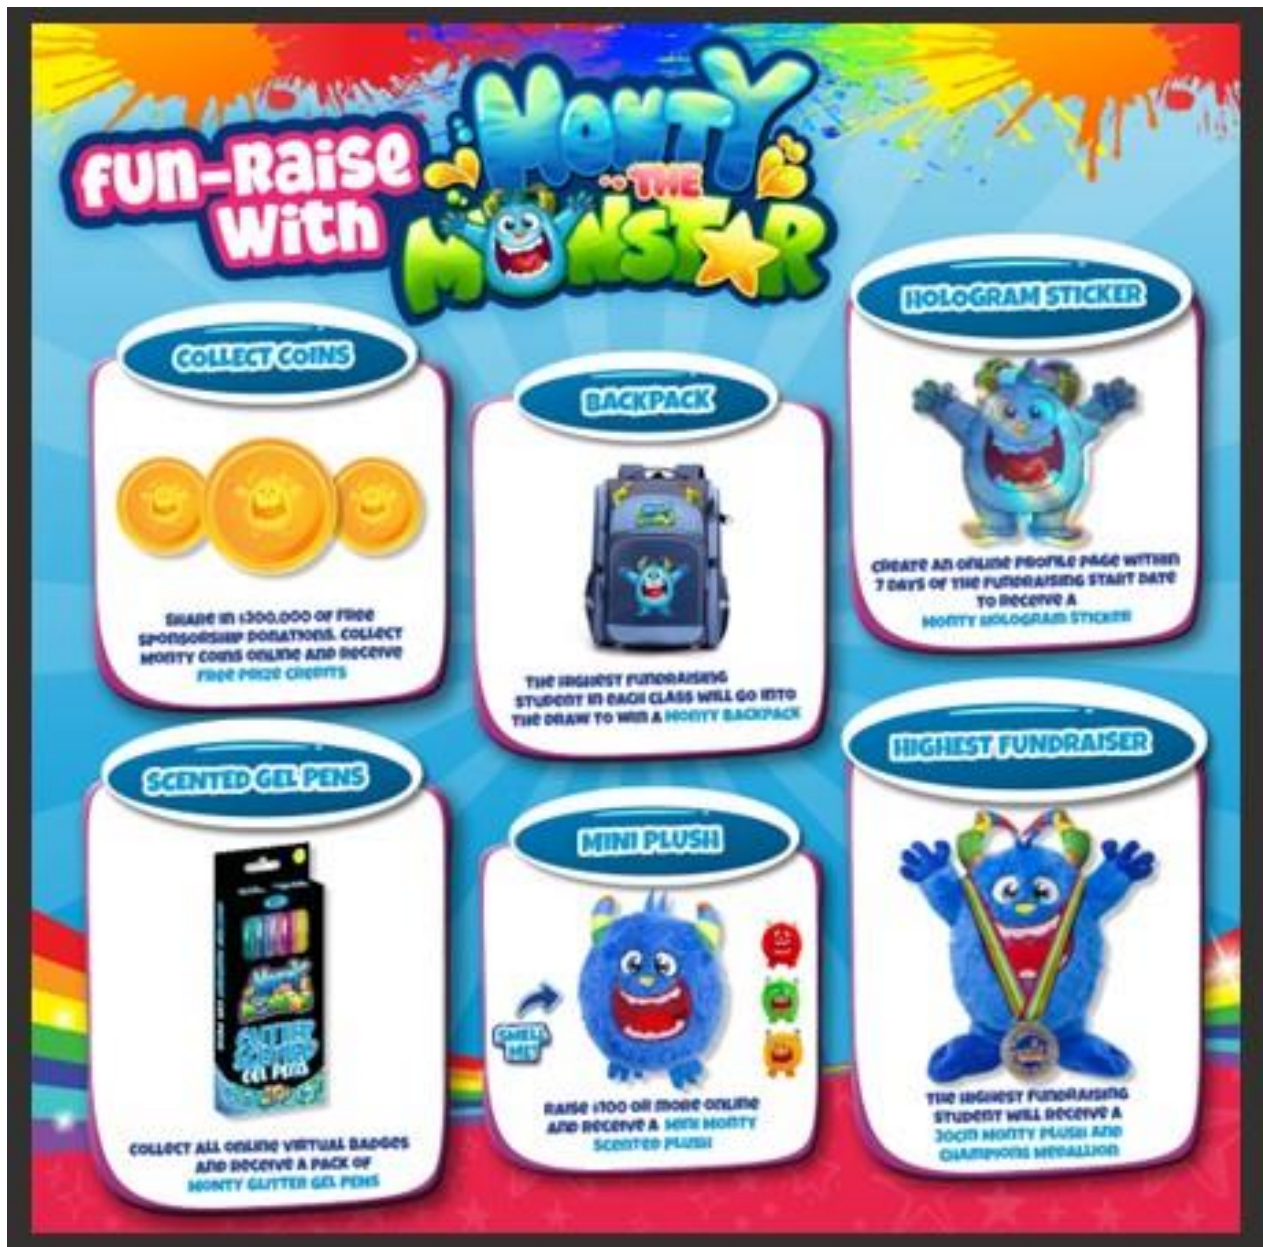 FUN-RAISE
WITH
MONTY
THE
MONSTAR
COLLECT COINS
SHARE IN $300,000 OF FREE
SPONSORSHIP DONATIONS. COLLECT
MONTY COINS ONLINE AND RECEIVE
FREE PRIZE CREDITS
BACKPACK
THE HIGHEST FUNDRAISING
STUDENT IN EACH CLASS WILL GO INTO
THE DRAW TO WIN A MONTY BACKPACK
HOLOGRAM STICKER
CREATE AN ONLINE PROFILE PAGE WITHIN
7 DAYS OF THE FUNDRAISING START DATE
TO RECEIVE A
MONTY HOLOGRAM STICKER
SCENTED GEL PENS
GLITTER
GEL PENS
COLLECT ALL ONLINE VIRTUAL BADGES
AND RECEIVE A PACK OF
MONTY GLITTER GEL PENS
MINI PLUSH
SMELL
ME!
RAISE $100 OR MORE ONLINE
AND RECEIVE A MINI MONTY
SCENTED PLUSH
HIGHEST FUNDRAISER
THE HIGHEST FUNDRAISING
STUDENT WILL RECEIVE A
30CM MONTY PLUSH AND
CHAMPIONS MEDALLION